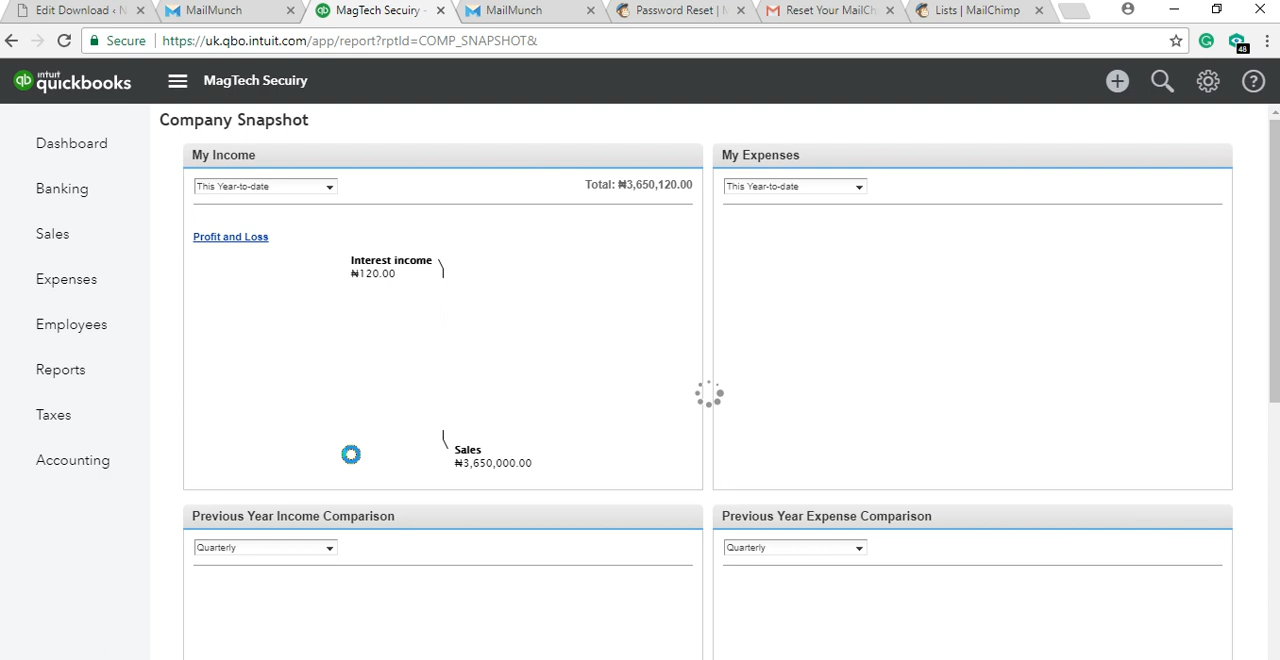 Edit Download ‹ N
MailMunch
MagTech Secuiry -
MailMunch
Password Reset | M
Reset Your MailCh
Lists | MailChimp
Secure
https://uk.qbo.intuit.com/app/report?rptId=COMP_SNAPSHOT&
48
qb intuit quickbooks
MagTech Secuiry
Dashboard
Banking
Sales
Expenses
Employees
Reports
Taxes
Accounting
Company Snapshot
My Income
This Year-to-date
Total: ₦3,650,120.00
Profit and Loss
Interest income
₦120.00
Sales
₦3,650,000.00
My Expenses
This Year-to-date
Previous Year Income Comparison
Quarterly
Previous Year Expense Comparison
Quarterly